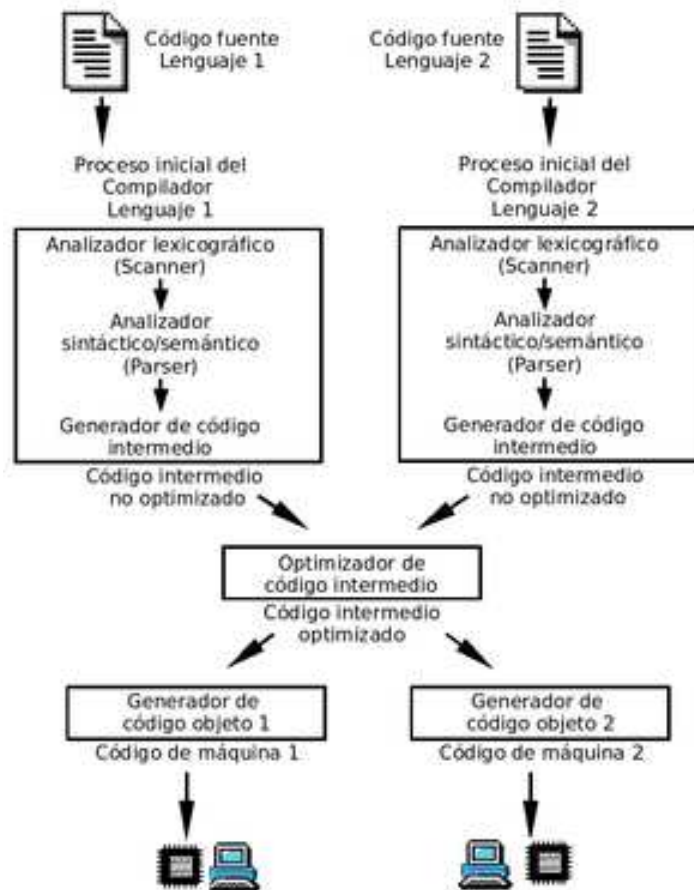 Código fuente
Lenguaje 1
Código fuente
Lenguaje 2
Proceso inicial del
Compilador
Lenguaje 1
Proceso inicial del
Compilador
Lenguaje 2
Analizador lexicográfico
(Scanner)
Analizador
sintáctico/semántico
(Parser)
Generador de código
intermedio
Analizador lexicográfico
(Scanner)
Analizador
sintáctico/semántico
(Parser)
Generador de código
intermedio
Código intermedio
no optimizado
Código intermedio
no optimizado
Optimizador de
código intermedio
Código intermedio
optimizado
Generador de
código objeto 1
Generador de
código objeto 2
Código de máquina 1
Código de máquina 2